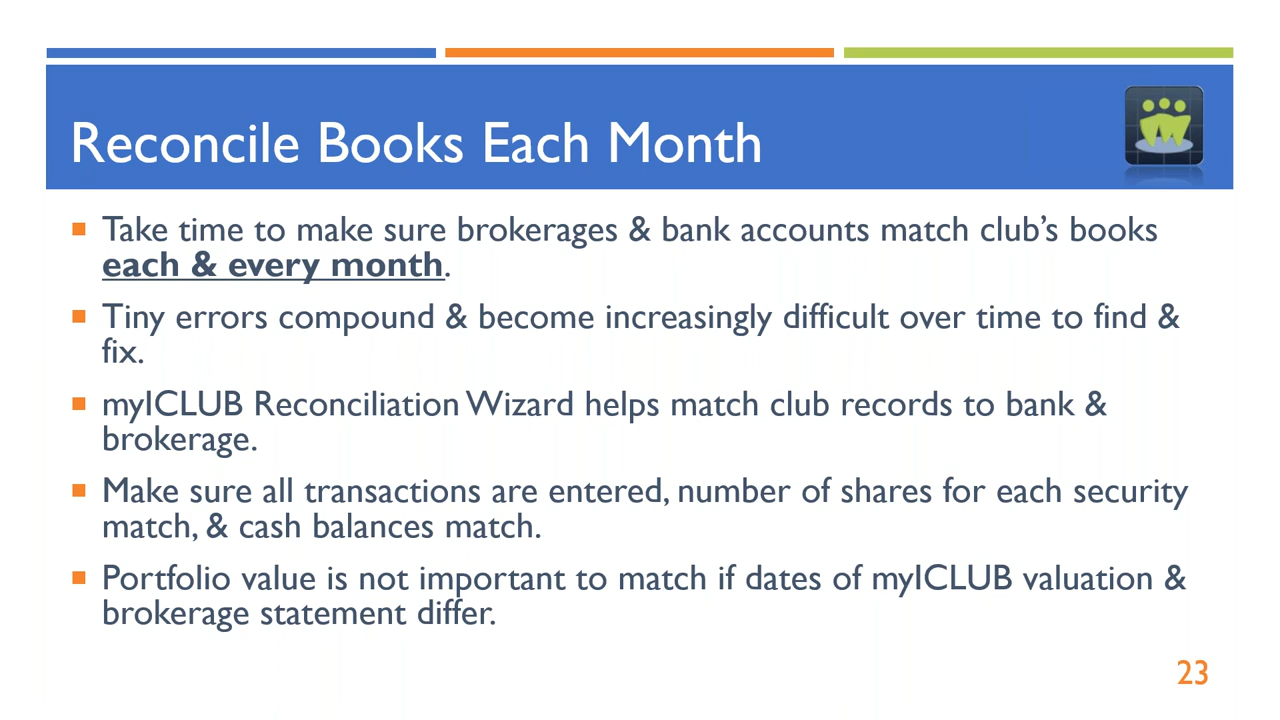 Reconcile Books Each Month
Take time to make sure brokerages & bank accounts match club’s books
each & every month.
Tiny errors compound & become increasingly difficult over time to find &
fix.
myICLUB Reconciliation Wizard helps match club records to bank &
brokerage.
Make sure all transactions are entered, number of shares for each security
match, & cash balances match.
Portfolio value is not important to match if dates of myICLUB valuation &
brokerage statement differ.
23